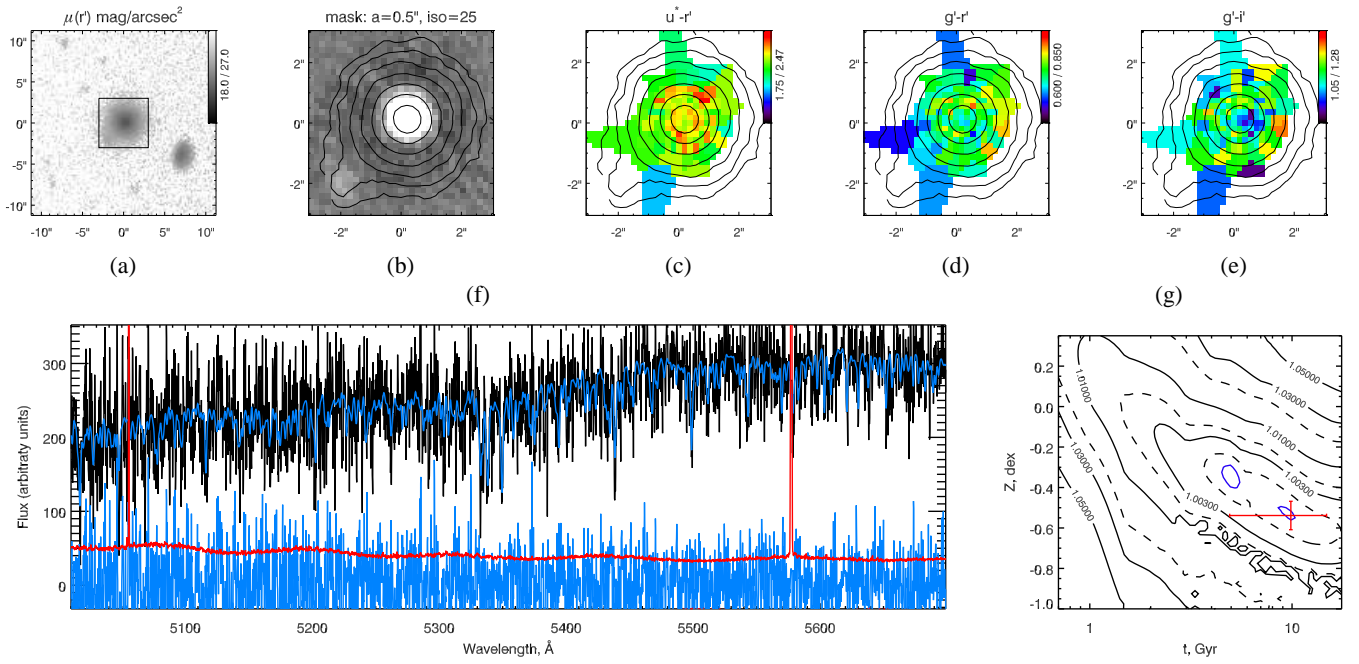 μ(r') mag/arcsec²
mask: a=0.5", iso=25
u*-r'
g'-r'
g'-i'
10"
5"
0"
-5"
-10"
-10" -5" 0" 5" 10"
18.0 / 27.0
2"
0"
-2"
-2" 0" 2"
2"
0"
-2"
-2" 0" 2"
1.75 / 2.47
2"
0"
-2"
-2" 0" 2"
0.600 / 0.850
2"
0"
-2"
-2" 0" 2"
1.05 / 1.28
(a) (b) (c) (d) (e)
(f) (g)
Flux (arbitraty units)
300
200
100
0
5100 5200 5300 5400 5500 5600
Wavelength, Å
Z, dex
0.2
0.0
-0.2
-0.4
-0.6
-0.8
-1.0
1.05000
1.03000
1.01000
1.00300
1.01000
1.03000
1.05000
1.00300
1 10
t, Gyr